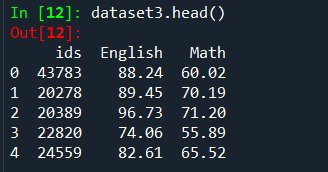 In [12]: dataset3.head()
Out[12]:
ids English Math
0 43783 88.24 60.02
1 20278 89.45 70.19
2 20389 96.73 71.20
3 22820 74.06 55.89
4 24559 82.61 65.52